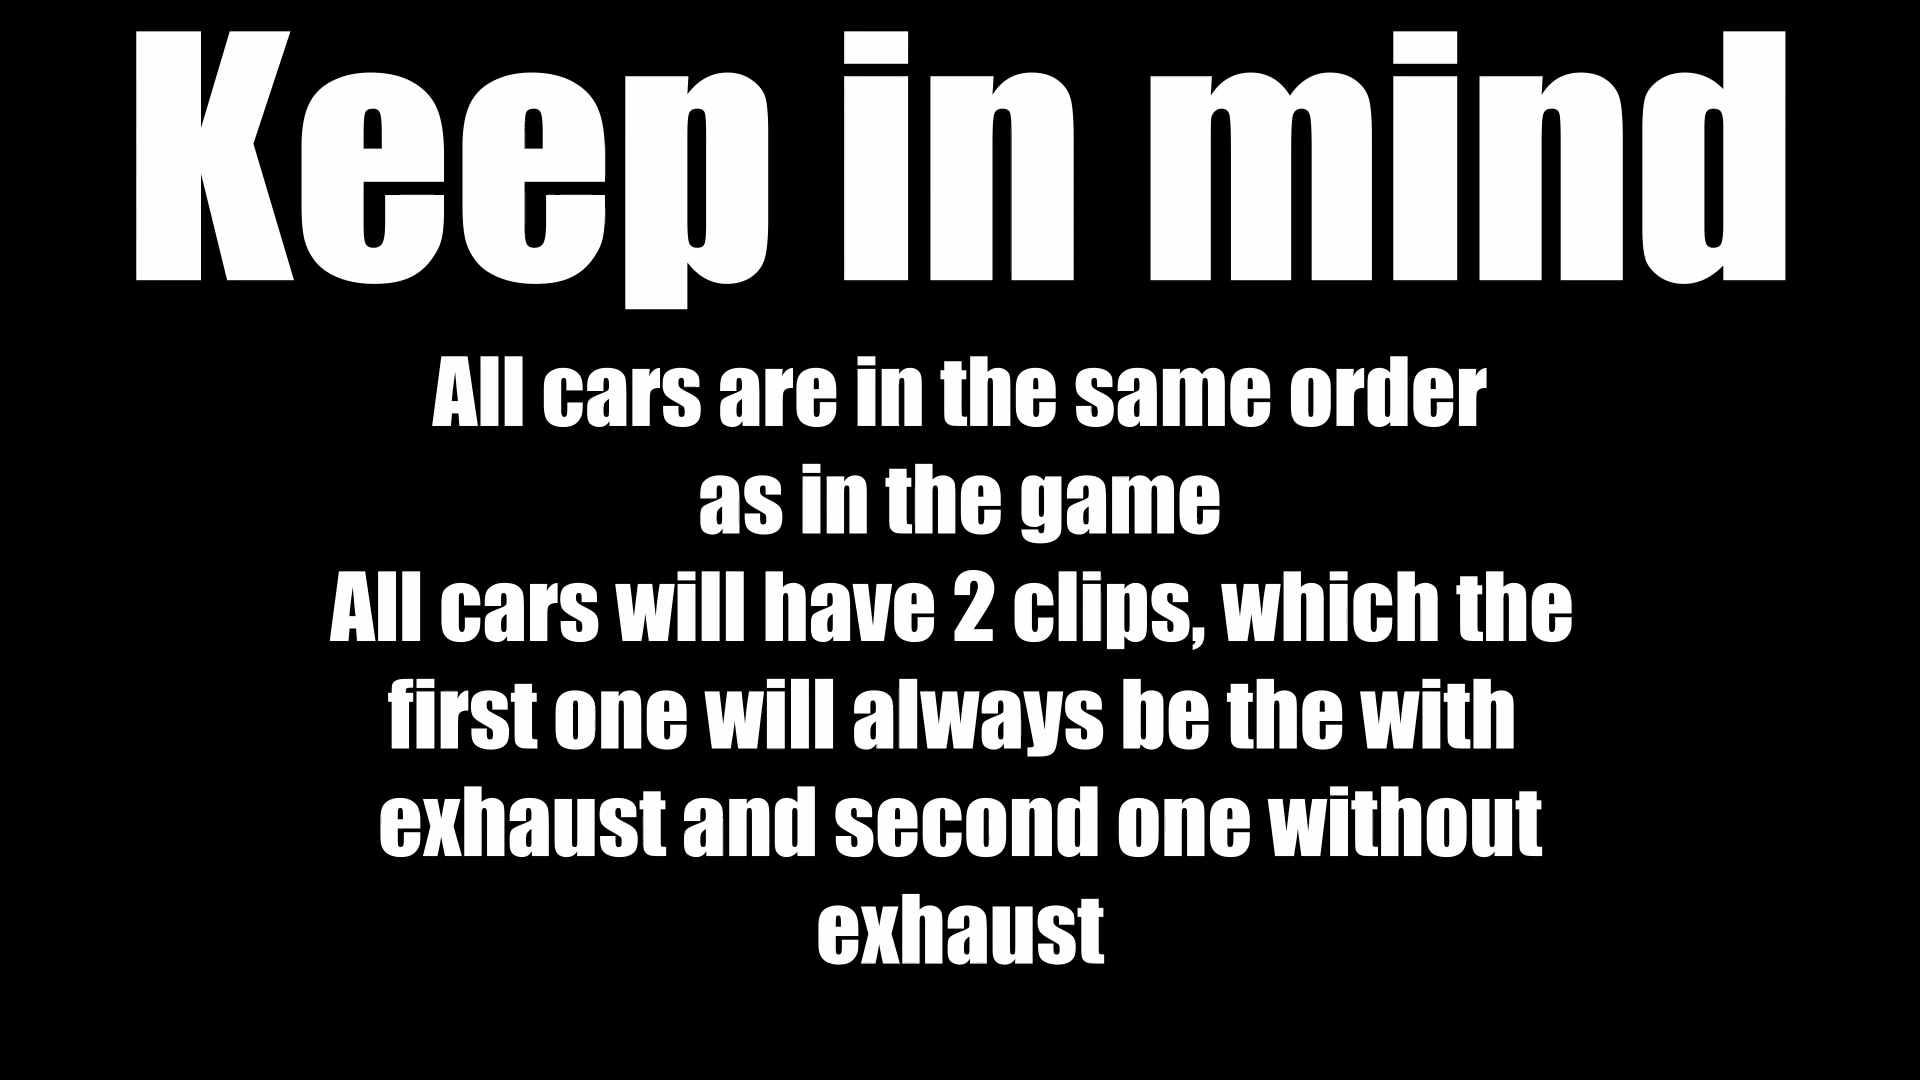 Keep in mind
All cars are in the same order
as in the game
All cars will have 2 clips, which the
first one will always be the with
exhaust and second one without
exhaust